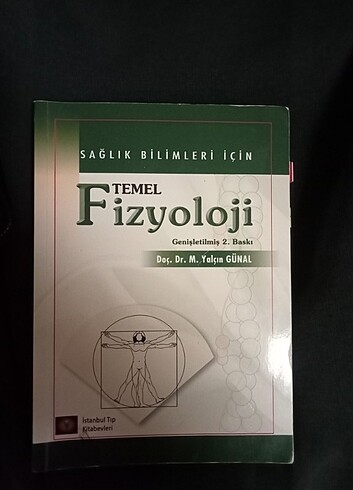 SAĞLIK BİLİMLERİ İÇİN
TEMEL
Fizyoloji
Genişletilmiş 2. Baskı
Doç. Dr. M. Yalçın GÜNAL
İstanbul Tıp
Kitabevleri